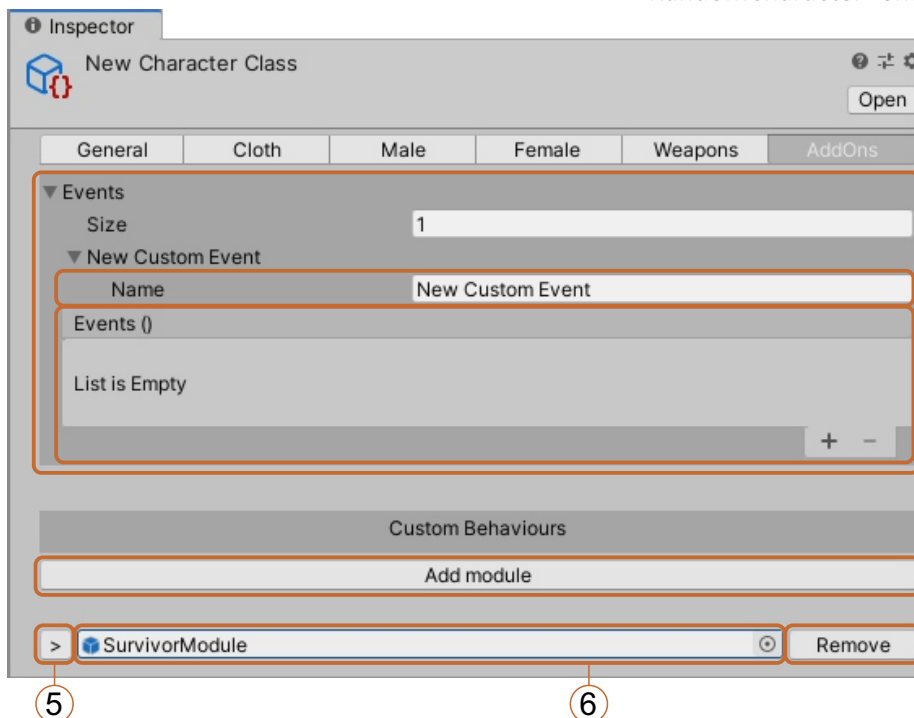 Inspector
New Character Class
Open
General Cloth Male Female Weapons AddOns
Events
Size 1
New Custom Event
Name New Custom Event
Events ()
List is Empty
+ −
Custom Behaviours
Add module
> SurvivorModule Remove
5 6